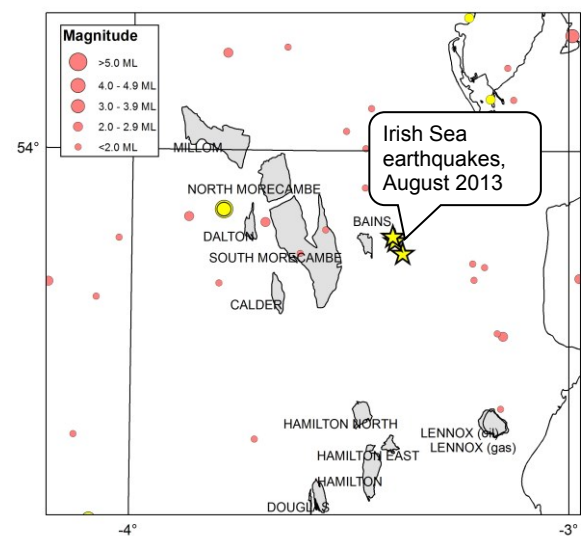 Magnitude
>5.0 ML
4.0 - 4.9 ML
3.0 - 3.9 ML
2.0 - 2.9 ML
<2.0 ML
54°
MILLOM
Irish Sea
earthquakes,
August 2013
NORTH MORECAMBE
BAINS
DALTON
SOUTH MORECAMBE
CALDER
HAMILTON NORTH
LENNOX (oil)
LENNOX (gas)
HAMILTON EAST
HAMILTON
DOUGLAS
-4°
-3°